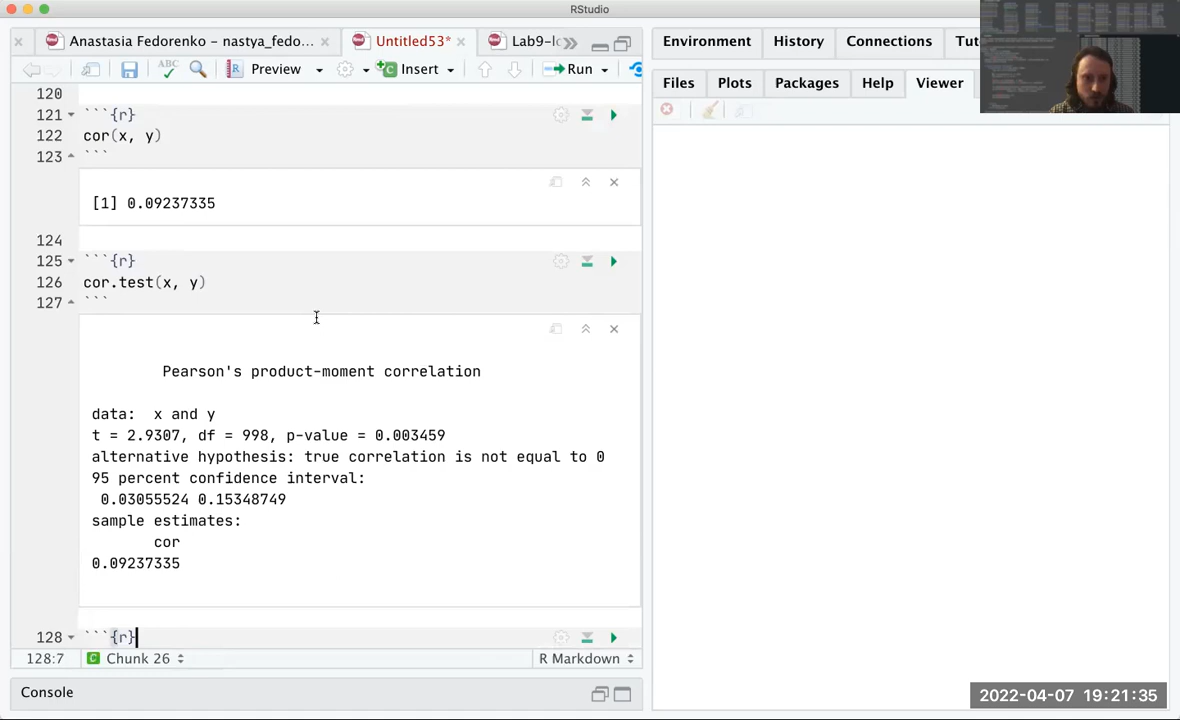 RStudio
Anastasia Fedorenko – nastya_fedo...
Untitled53*
Lab9-lo
Preview
Insert
Run
120
121 ```{r}
122 cor(x, y)
123 ```
[1] 0.09237335
124
125 ```{r}
126 cor.test(x, y)
127 ```
Pearson's product-moment correlation
data:  x and y
t = 2.9307, df = 998, p-value = 0.003459
alternative hypothesis: true correlation is not equal to 0
95 percent confidence interval:
0.03055524 0.15348749
sample estimates:
cor
0.09237335
128 ```{r}
128:7
Chunk 26
R Markdown
Console
Environment
History
Connections
Tut
Files
Plots
Packages
Help
Viewer
2022-04-07 19:21:35